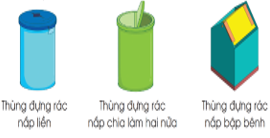 Thùng đựng rác
nắp liền
Thùng đựng rác
nắp chia làm hai nửa
Thùng đựng rác
nắp bập bênh